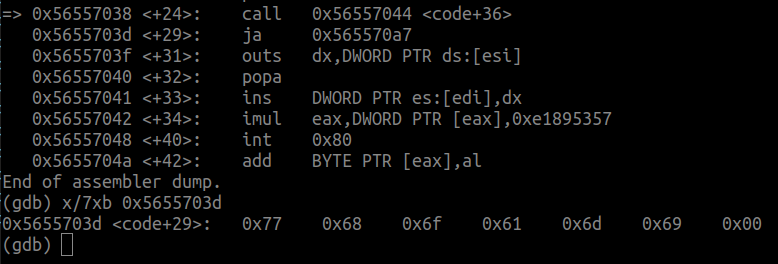 => 0x56557038 <+24>: call 0x56557044 <code+36>
0x5655703d <+29>: ja 0x565570a7
0x5655703f <+31>: outs dx,DWORD PTR ds:[esi]
0x56557040 <+32>: popa
0x56557041 <+33>: ins DWORD PTR es:[edi],dx
0x56557042 <+34>: imul eax,DWORD PTR [eax],0xe1895357
0x56557048 <+40>: int 0x80
0x5655704a <+42>: add BYTE PTR [eax],al
End of assembler dump.
(gdb) x/7xb 0x5655703d
0x5655703d <code+29>: 0x77 0x68 0x6f 0x61 0x6d 0x69 0x00
(gdb)